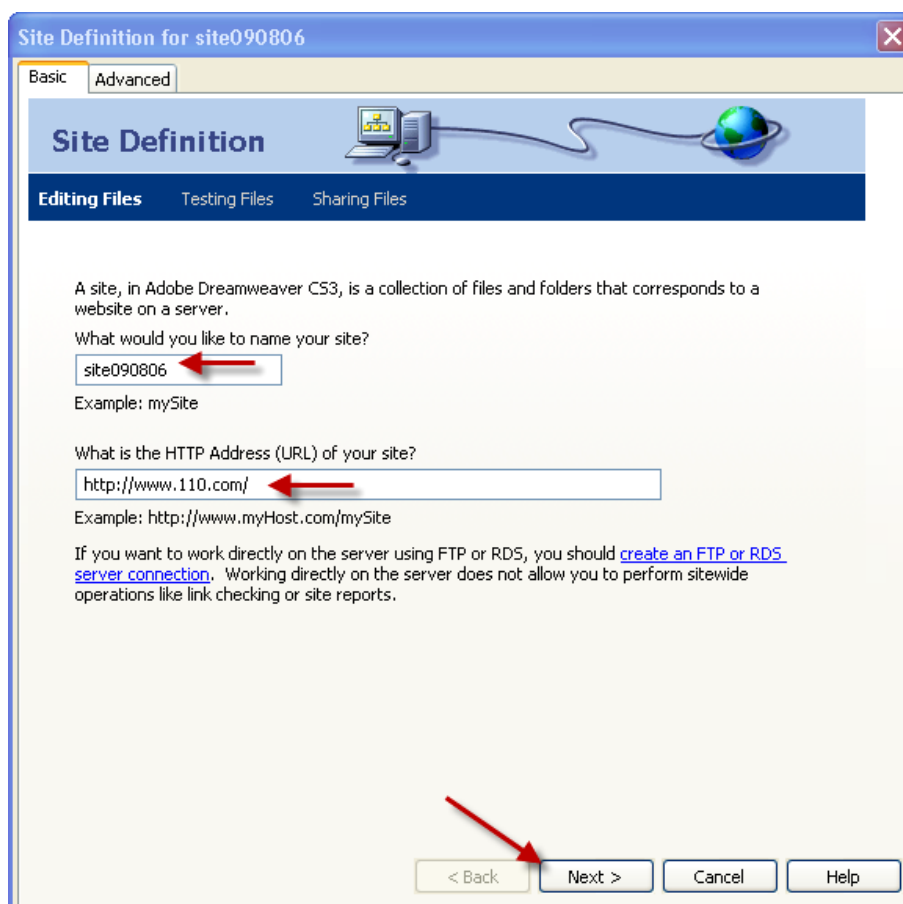 Site Definition for site090806
Basic
Advanced
Site Definition
Editing Files
Testing Files
Sharing Files
A site, in Adobe Dreamweaver CS3, is a collection of files and folders that corresponds to a
website on a server.
What would you like to name your site?
site090806
Example: mySite
What is the HTTP Address (URL) of your site?
http://www.110.com/
Example: http://www.myHost.com/mySite
If you want to work directly on the server using FTP or RDS, you should create an FTP or RDS
server connection. Working directly on the server does not allow you to perform sitewide
operations like link checking or site reports.
< Back
Next >
Cancel
Help